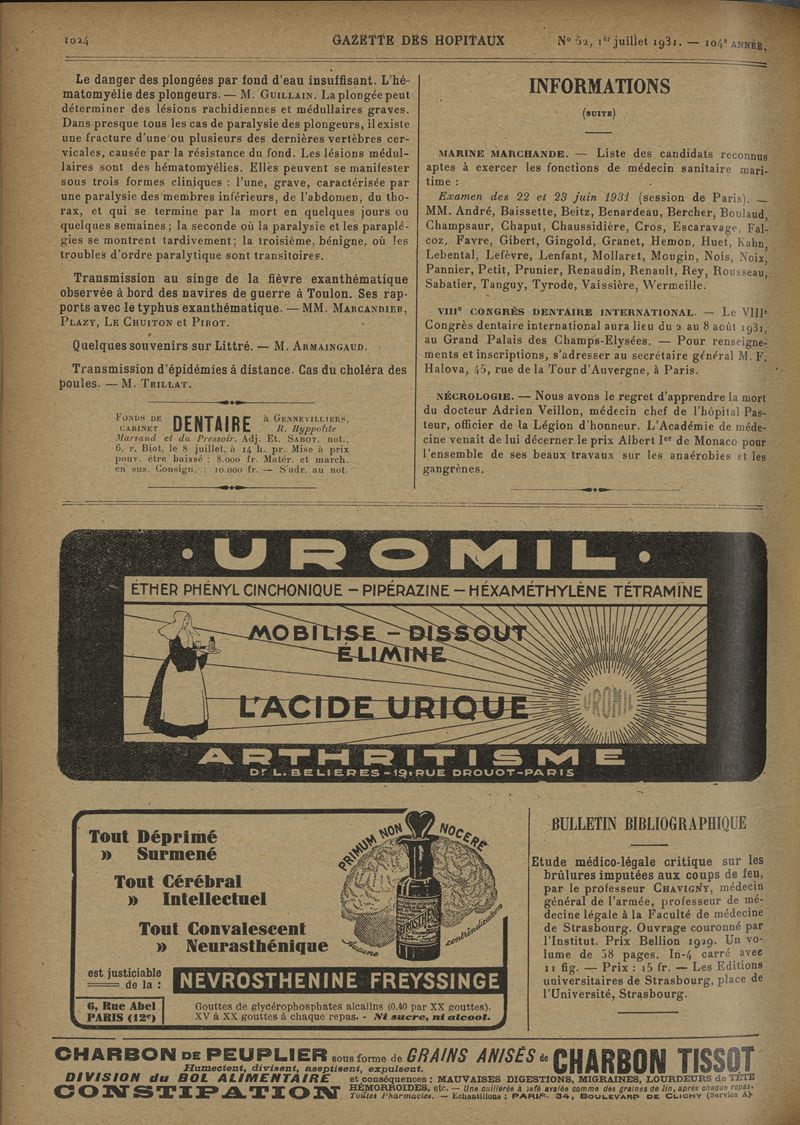 1024
GAZETTE DES HOPITAUX
N° 52, 1er juillet 1931. — 104e ANNÉE.
Le danger des plongées par fond d'eau insuffisant. L'hé-
matomyélie des plongeurs. — M. GUILLAIN. La plongée peut
déterminer des lésions rachidiennes et médullaires graves.
Dans presque tous les cas de paralysie des plongeurs, il existe
une fracture d'une ou plusieurs des dernières vertèbres cer-
vicales, causée par la résistance du fond. Les lésions médul-
laires sont des hématomyélies. Elles peuvent se manifester
sous trois formes cliniques : l'une, grave, caractérisée par
une paralysie des membres inférieurs, de l'abdomen, du tho-
rax, et qui se termine par la mort en quelques jours ou
quelques semaines ; la seconde où la paralysie et les paraplé-
gies se montrent tardivement ; la troisième, bénigne, où les
troubles d'ordre paralytique sont transitoires.
Transmission au singe de la fièvre exanthématique
observée à bord des navires de guerre à Toulon. Ses rap-
ports avec le typhus exanthématique. — MM. MARCANDIER,
PLAZY, LE CHUITON et PIROT.
Quelques souvenirs sur Littré. — M. ARMAINGAUD.
Transmission d'épidémies à distance. Cas du choléra des
poules. — M. TRILLAT.
FONDS DE CABINET DENTAIRE à GENNEVILLIERS, R. Hyppolite
Marsaud et du Pressoir. Adj. Et. SABOT, not.,
6, r. Biot, le 8 juillet, à 14 h. pr. Mise à prix
pouv. être baissé : 8.000 fr. Matér. et march.
en sus. Consign. : 10.000 fr. — S'adr. au not.
INFORMATIONS
(SUITE)
MARINE MARCHANDE. — Liste des candidats reconnus
aptes à exercer les fonctions de médecin sanitaire mari-
time :
Examen des 22 et 23 juin 1931 (session de Paris). —
MM. André, Baissette, Beitz, Benardeau, Bercher, Boulaud,
Champsaur, Chaput, Chaussidière, Cros, Escaravage, Fal-
coz, Favre, Gibert, Gingold, Granet, Hemon, Huet, Kahn,
Lebental, Lefèvre, Lenfant, Mollaret, Mougin, Nois, Noix,
Pannier, Petit, Prunier, Renaudin, Renault, Rey, Rousseau,
Sabatier, Tanguy, Tyrode, Vaissière, Wermeille.
VIIIe CONGRÈS DENTAIRE INTERNATIONAL. — Le VIIIe
Congrès dentaire international aura lieu du 2 au 8 août 1931,
au Grand Palais des Champs-Elysées. — Pour renseigne-
ments et inscriptions, s'adresser au secrétaire général M. F.
Halova, 45, rue de la Tour d'Auvergne, à Paris.
NÉCROLOGIE. — Nous avons le regret d'apprendre la mort
du docteur Adrien Veillon, médecin chef de l'hôpital Pas-
teur, officier de la Légion d'honneur. L'Académie de méde-
cine venait de lui décerner le prix Albert Ier de Monaco pour
l'ensemble de ses beaux travaux sur les anaérobies et les
gangrènes.
• UROMIL •
ÉTHER PHÉNYL CINCHONIQUE – PIPÉRAZINE – HÉXAMÉTHYLÈNE TÉTRAMINE
MOBILISE – DISSOUT
ÉLIMINE
L'ACIDE URIQUE
UROMIL
ARTHRITISME
Dr L. BELIERES - 19, RUE DROUOT - PARIS
Tout Déprimé
» Surmené
Tout Cérébral
» Intellectuel
Tout Convalescent
» Neurasthénique
PRIMUM NON NOCERE
Aucune contrindication
est justiciable
de la :
NEVROSTHENINE FREYSSINGE
6, Rue Abel
PARIS (12e)
Gouttes de glycérophosphates alcalins (0.40 par XX gouttes).
XV à XX gouttes à chaque repas. - Ni sucre, ni alcool.
BULLETIN BIBLIOGRAPHIQUE
Etude médico-légale critique sur les
brûlures imputées aux coups de feu,
par le professeur CHAVIGNY, médecin
général de l'armée, professeur de mé-
decine légale à la Faculté de médecine
de Strasbourg. Ouvrage couronné par
l'Institut. Prix Bellion 1929. Un vo-
lume de 58 pages. In-4 carré avec
11 fig. — Prix : 15 fr. — Les Editions
universitaires de Strasbourg, place de
l'Université, Strasbourg.
CHARBON DE PEUPLIER sous forme de GRAINS ANISÉS de CHARBON TISSOT
Humectent, divisent, aseptisent, expulsent.
DIVISION du BOL ALIMENTAIRE et conséquences : MAUVAISES DIGESTIONS, MIGRAINES, LOURDEURS de TÊTE
CONSTIPATION HÉMORROIDES, etc. — Une cuillerée à café avalée comme des graines de lin, après chaque repas.
Toutes Pharmacies. — Echantillons : PARIS. 34, BOULEVARD DE CLICHY (Service A).